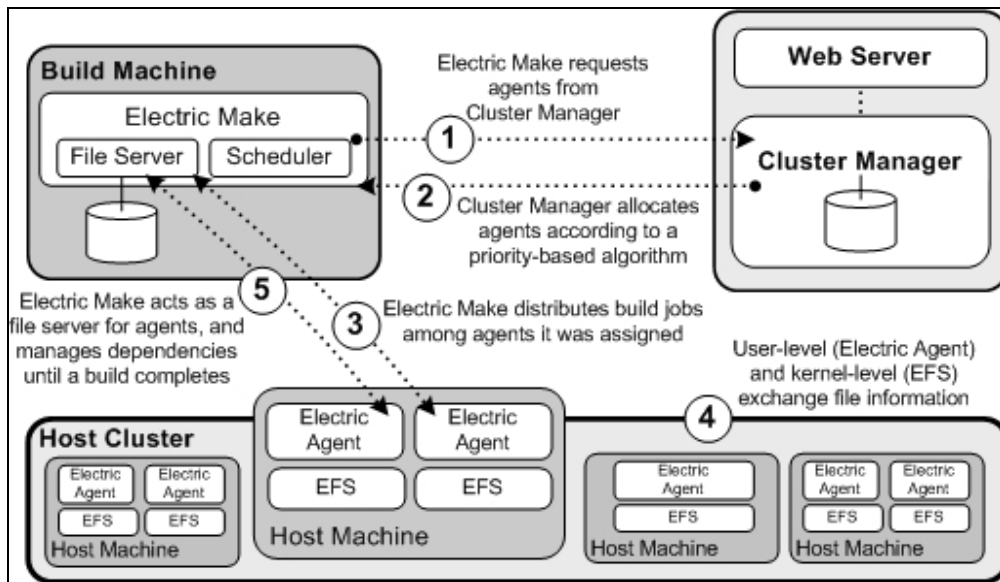 Build Machine
Electric Make
File Server
Scheduler
Electric Make requests
agents from
Cluster Manager
1
2
Cluster Manager allocates
agents according to a
priority-based algorithm
Web Server
Cluster Manager
5
Electric Make acts as a
file server for agents, and
manages dependencies
until a build completes
3
Electric Make distributes build jobs
among agents it was assigned
User-level (Electric Agent)
and kernel-level (EFS)
exchange file information
4
Host Cluster
Electric
Agent
Electric
Agent
EFS
EFS
Host Machine
Electric
Agent
Electric
Agent
EFS
EFS
Host Machine
Electric
Agent
EFS
Host Machine
Electric
Agent
Electric
Agent
EFS
EFS
Host Machine